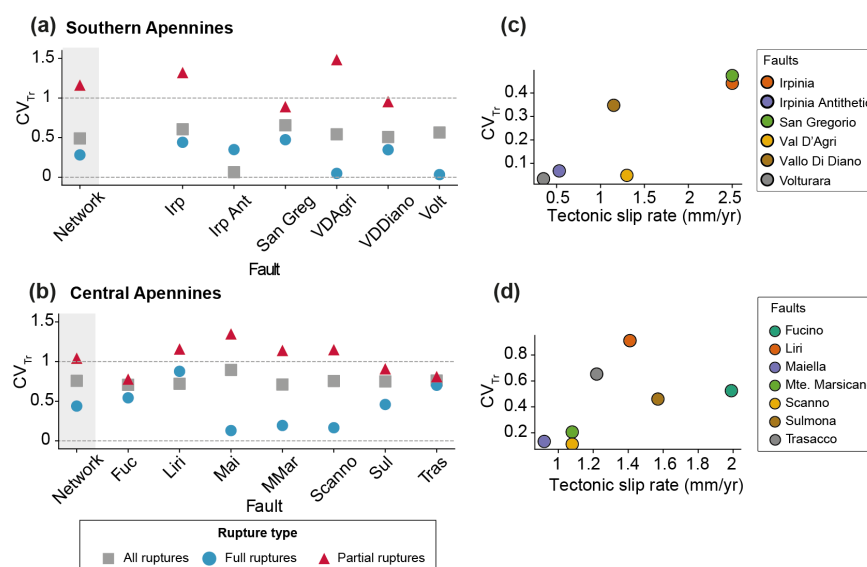 (a) Southern Apennines
1.5
1
0.5
0
CV_Tr
Network
Irp
Irp Ant
San Greg
VDAgri
VDDiano
Volt
Fault
(c)
0.4
0.3
0.2
0.1
CV_Tr
0.5
1
1.5
2
2.5
Tectonic slip rate (mm/yr)
Faults
Irpinia
Irpinia Antithetic
San Gregorio
Val D'Agri
Vallo Di Diano
Volturara
(b) Central Apennines
1.5
1
0.5
0
CV_Tr
Network
Fuc
Liri
Mai
MMar
Scanno
Sul
Tras
Fault
(d)
0.8
0.6
0.4
0.2
CV_Tr
1
1.2
1.4
1.6
1.8
2
Tectonic slip rate (mm/yr)
Faults
Fucino
Liri
Maiella
Mte. Marsican
Scanno
Sulmona
Trasacco
Rupture type
All ruptures
Full ruptures
Partial ruptures